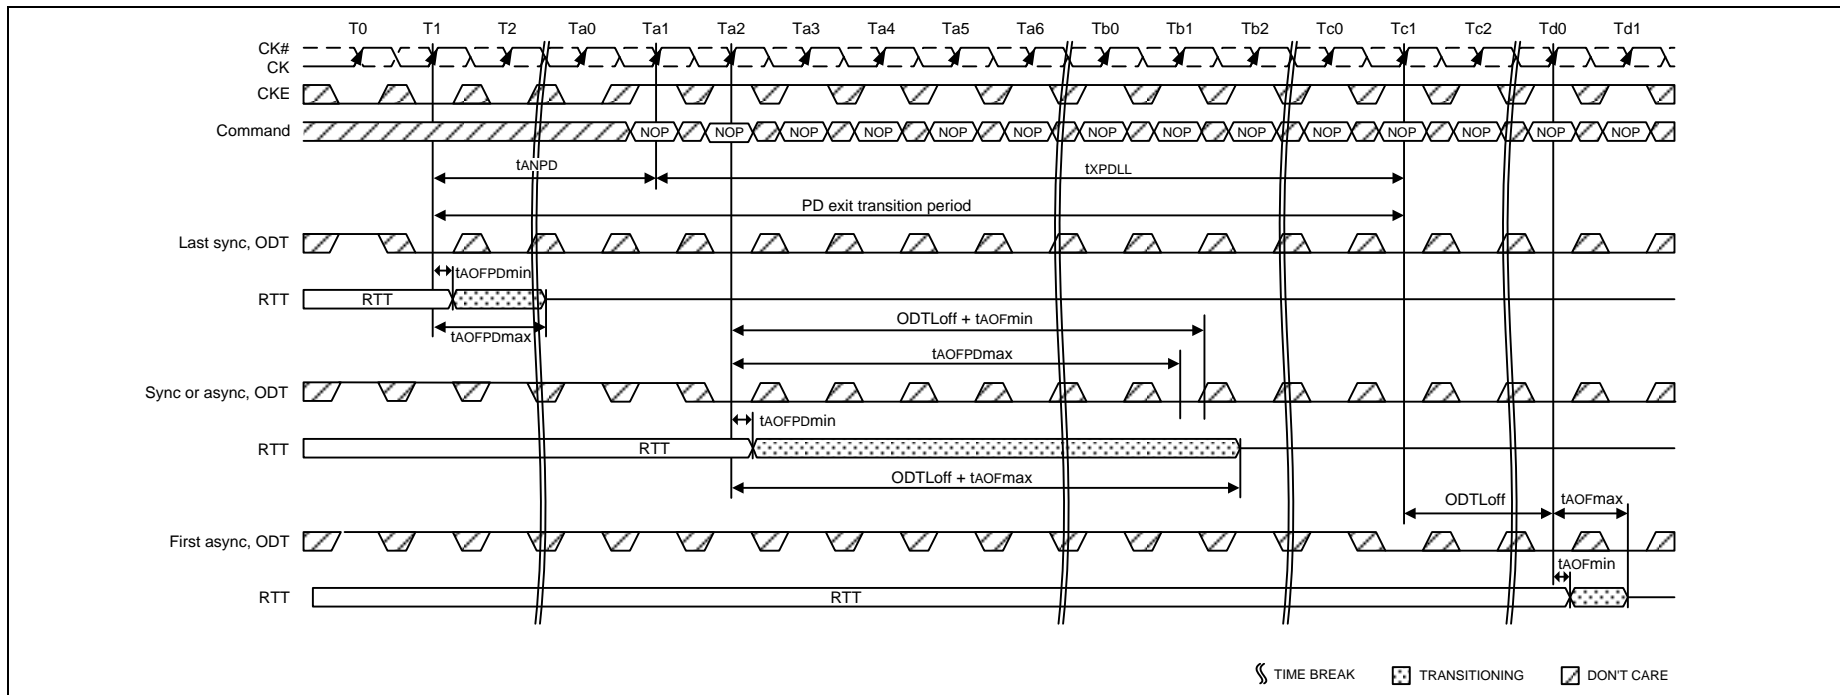 T0 T1 T2 Ta0 Ta1 Ta2 Ta3 Ta4 Ta5 Ta6 Tb0 Tb1 Tb2 Tc0 Tc1 Tc2 Td0 Td1
CK#
CK
CKE
Command NOP NOP NOP NOP NOP NOP NOP NOP NOP NOP NOP NOP NOP NOP
tANPD tXPDLL
PD exit transition period
Last sync, ODT
tAOFPDmin
RTT RTT
tAOFPDmax
ODTLoff + tAOFmin
tAOFPDmax
Sync or async, ODT
tAOFPDmin
RTT RTT
ODTLoff + tAOFmax
ODTLoff tAOFmax
First async, ODT
tAOFmin
RTT RTT
TIME BREAK TRANSITIONING DON'T CARE